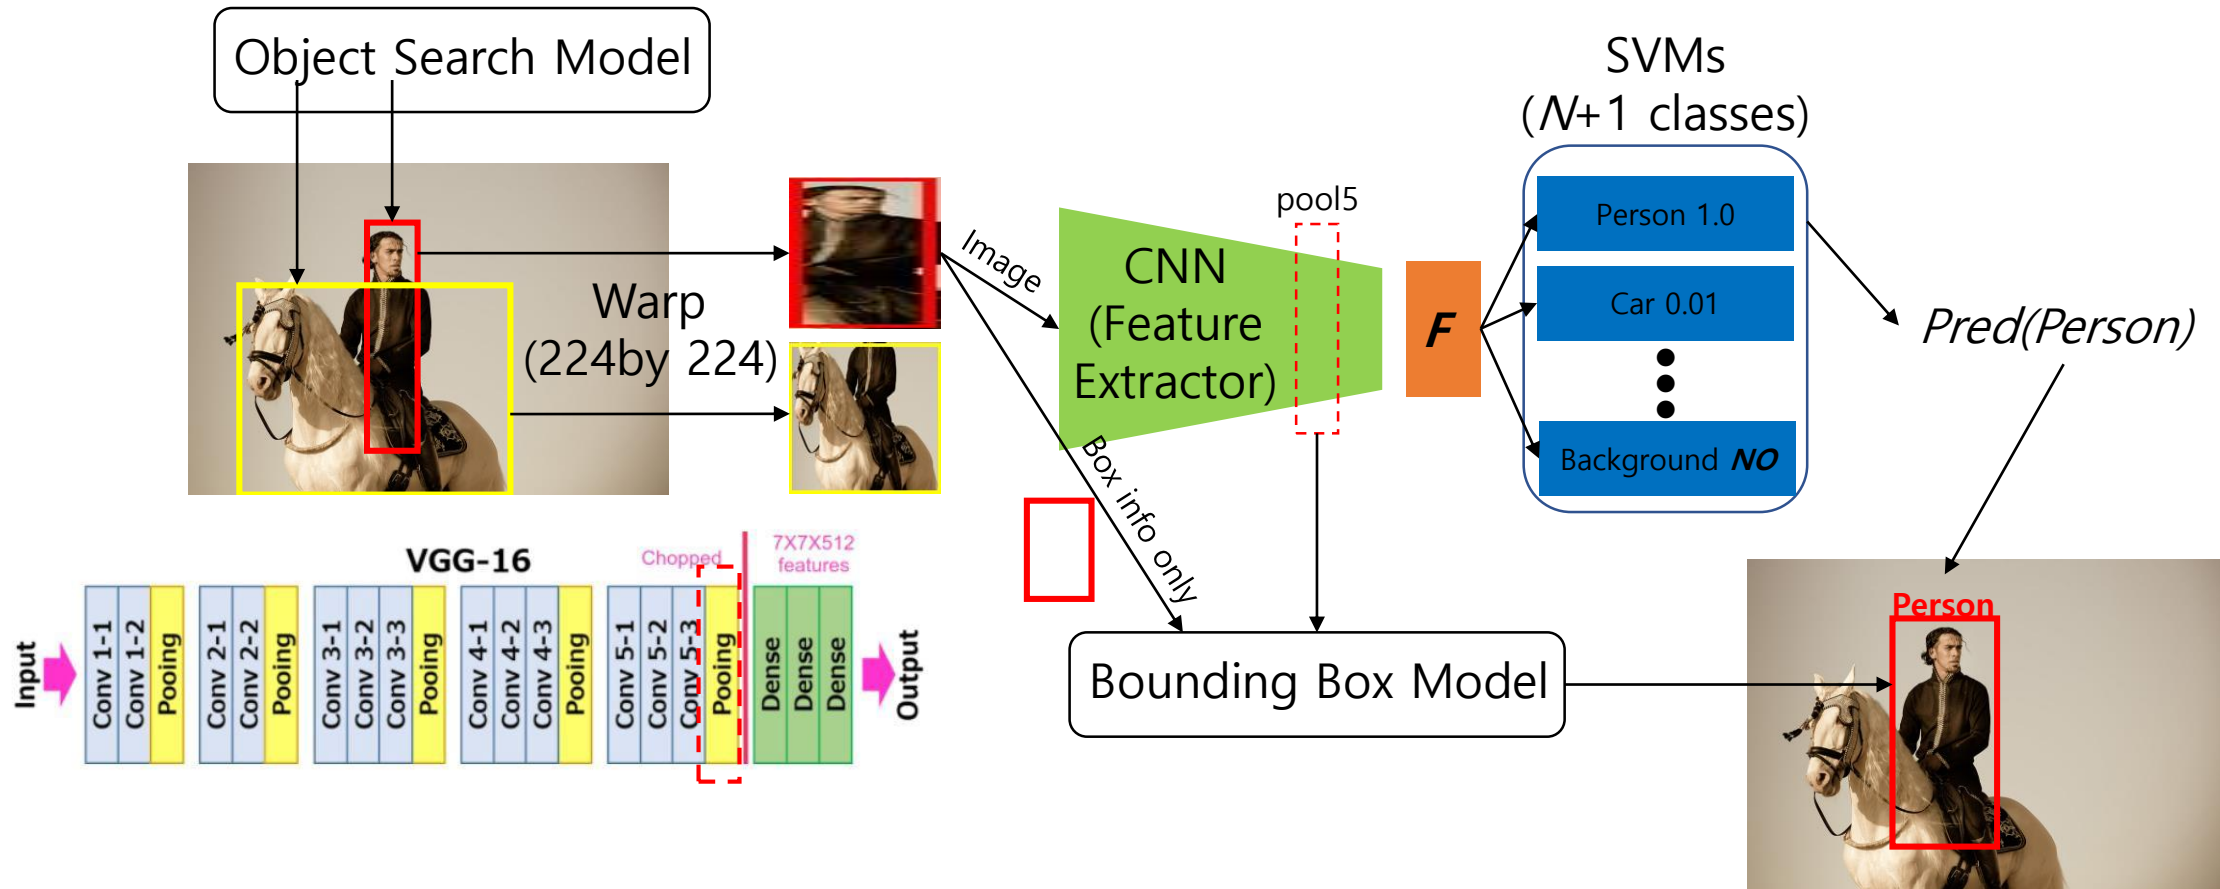 Object Search Model
Warp
(224by 224)
Image
Box info only
CNN
(Feature
Extractor)
pool5
F
SVMs
(N+1 classes)
Person 1.0
Car 0.01
Background NO
Pred(Person)
Bounding Box Model
Person
VGG-16
Chopped
7X7X512
features
Input
Conv 1-1
Conv 1-2
Pooing
Conv 2-1
Conv 2-2
Pooing
Conv 3-1
Conv 3-2
Conv 3-3
Pooing
Conv 4-1
Conv 4-2
Conv 4-3
Pooing
Conv 5-1
Conv 5-2
Conv 5-3
Pooing
Dense
Dense
Dense
Output